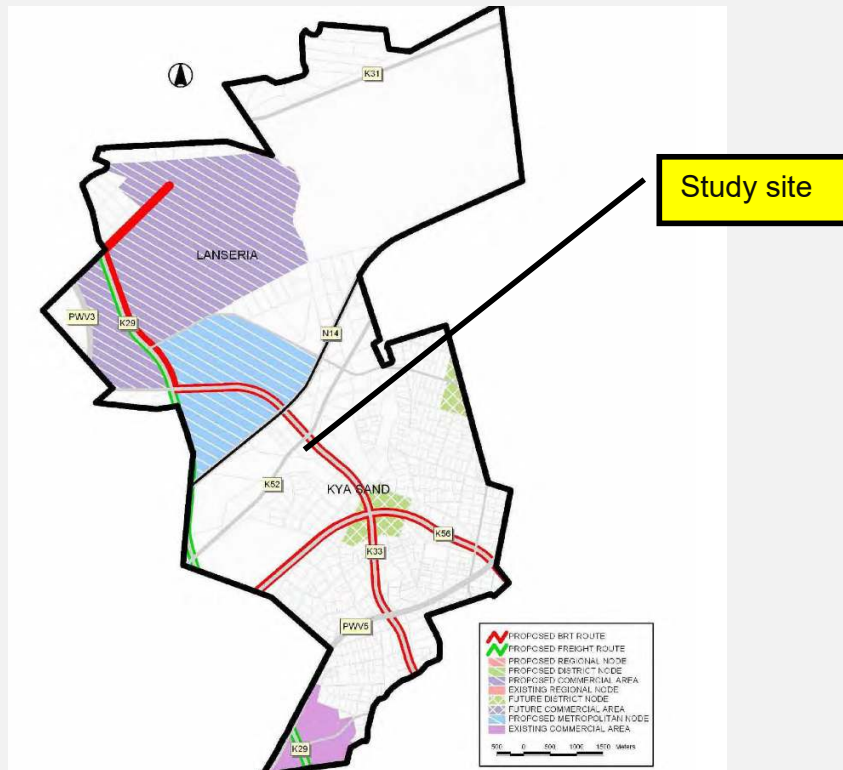 K31
Study site
LANSERIA
PWV3
K29
N14
K52
KYA SAND
K56
K33
PWV5
K29
PROPOSED BRT ROUTE
PROPOSED FREIGHT ROUTE
PROPOSED REGIONAL NODE
PROPOSED DISTRICT NODE
PROPOSED COMMERCIAL AREA
EXISTING REGIONAL NODE
FUTURE DISTRICT NODE
FUTURE COMMERCIAL AREA
PROPOSED METROPOLITAN NODE
EXISTING COMMERCIAL AREA
500 0 500 1000 1500 Meters